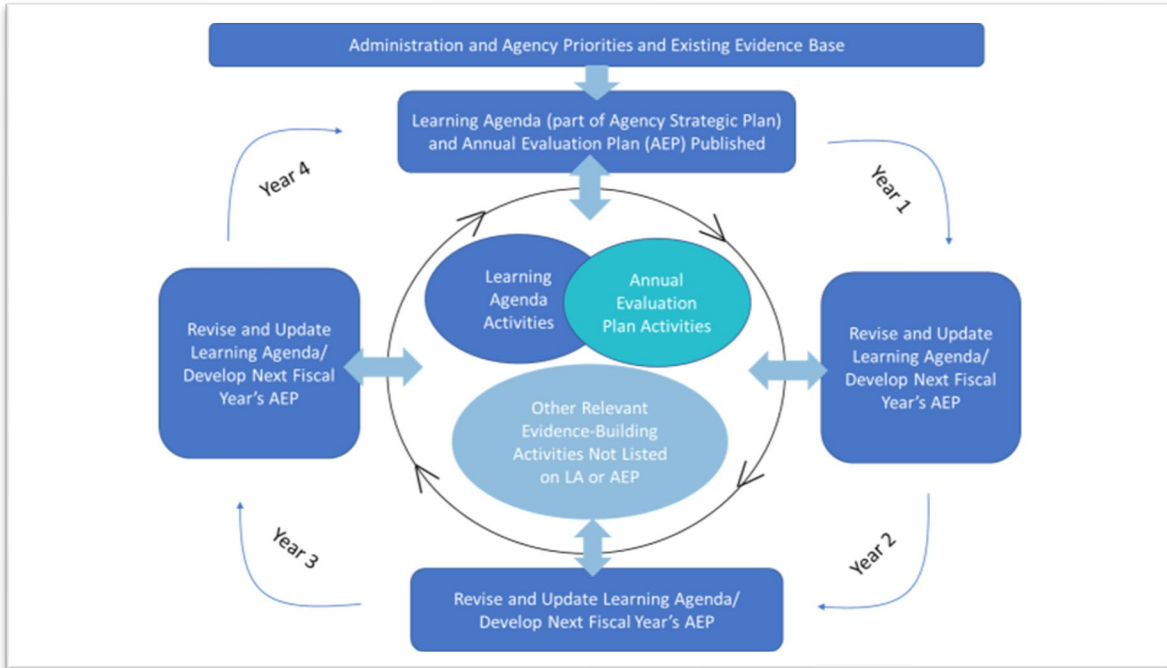 Administration and Agency Priorities and Existing Evidence Base
Learning Agenda (part of Agency Strategic Plan)
and Annual Evaluation Plan (AEP) Published
Year 4
Year 1
Learning
Agenda
Activities
Annual
Evaluation
Plan Activities
Revise and Update
Learning Agenda/
Develop Next Fiscal
Year's AEP
Revise and Update
Learning Agenda/
Develop Next Fiscal
Year's AEP
Other Relevant
Evidence-Building
Activities Not Listed
on LA or AEP
Year 3
Year 2
Revise and Update Learning Agenda/
Develop Next Fiscal Year's AEP